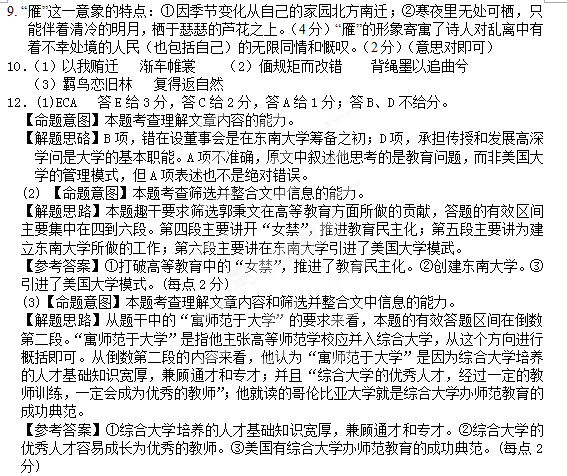 9.“雁”这一意象的特点：①因季节变化从自己的家园北方南迁；②寒夜里无处可栖，只
能伴着清冷的明月，栖于瑟瑟的芦花之上。（4分）“雁”的形象寄寓了诗人对乱离中有
着不幸处境的人民（也包括自己）的无限同情和慨叹。（2分）（意思对即可）
10．（1）以我贿迁　渐车帷裳　（2）偭规矩而改错　背绳墨以追曲兮
（3）羁鸟恋旧林　复得返自然
12．(1)ECA　答E给3分，答C给2分，答A给1分；答B、D不给分。
【命题意图】本题考查理解文章内容的能力。
【解题思路】B项，错在设董事会是在东南大学筹备之初；D项，承担传授和发展高深
学问是大学的基本职能。A项不准确，原文中叙述他思考的是教育问题，而非美国大
学的管理模式，但A项表述也不是绝对错误。
(2)【命题意图】本题考查筛选并整合文中信息的能力。
【解题思路】本题题干要求筛选郭秉文在高等教育方面所做的贡献，答题的有效区间
主要集中在四到六段。第四段主要讲开“女禁”，推进教育民主化；第五段主要讲为建
立东南大学所做的工作；第六段主要讲在东南大学引进了美国大学模武。
【参考答案】①打破高等教育中的“女禁”，推进了教育民主化。②创建东南大学。③
引进了美国大学模式。（每点2分）
(3)【命题意图】本题考查理解文章内容和筛选并整合文中信息的能力。
【解题思路】从题干中的“寓师范于大学”的要求来看，本题的有效答题区间在倒数
第二段。“寓师范于大学”是指他主张高等师范学校应并入综合大学，从这个方向进行
概括即可。从倒数第二段的内容来看，他认为“寓师范于大学”是因为综合大学培养
的人才基础知识宽厚，兼顾通才和专才；并且“综合大学的优秀人才，经过一定的教
师训练，一定会成为优秀的教师”；他就读的哥伦比亚大学就是综合大学办师范教育的
成功典范。
【参考答案】①综合大学培养的人才基础知识宽厚，兼顾通才和专才。②综合大学的
优秀人才容易成长为优秀的教师。③美国有综合大学办师范教育的成功典范。（每点2
分）